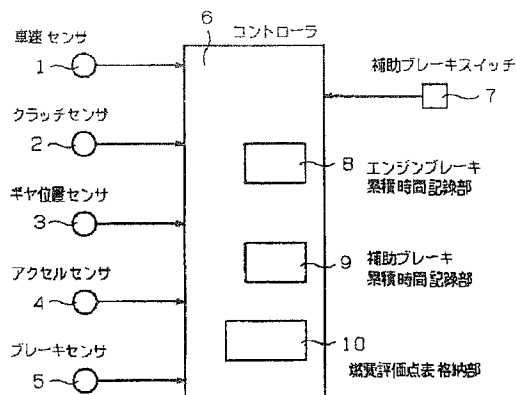 6
コントローラ
車速センサ
1
クラッチセンサ
2
ギヤ位置センサ
3
アクセルセンサ
4
ブレーキセンサ
5
補助ブレーキスイッチ
7
8 エンジンブレーキ
累積時間記録部
9 補助ブレーキ
累積時間記録部
10
燃費評価点表格納部